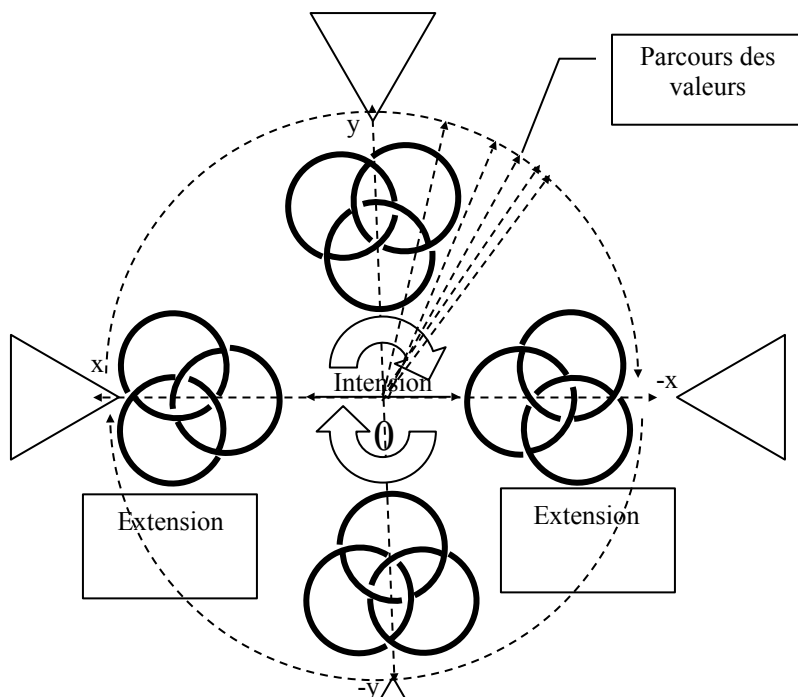 Parcours des
valeurs
y
x
-x
Intension
0
Extension
Extension
-y